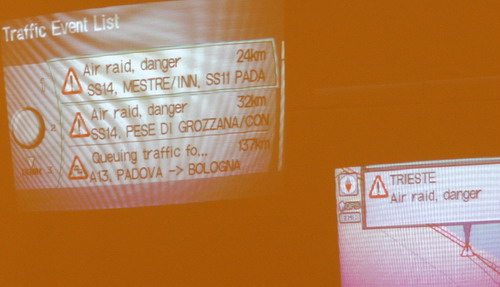 Traffic Event List
Air raid, danger 24km
SS14, MESTRE/INN, SS11 PADA
Air raid, danger 32km
SS14, PESE DI GROZZANA/CON
Queuing traffic fo... 137km
A13, PADOVA -> BOLOGNA
TRIESTE
Air raid, danger